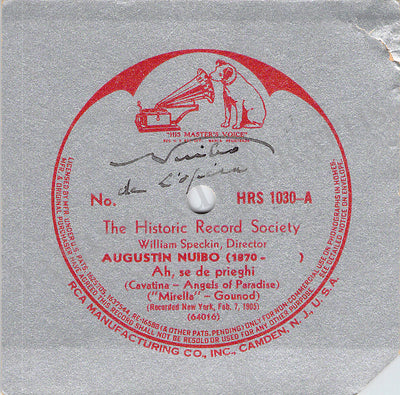 "HIS MASTER'S VOICE"
Nuibo
de L'opéra
No. HRS 1030-A
The Historic Record Society
William Speckin, Director
AUGUSTIN NUIBO (1870- )
Ah, se de prieghi
(Cavatina - Angels of Paradise)
("Mirella" - Gounod)
(Recorded New York, Feb. 7, 1905)
(64016)
RCA MANUFACTURING CO., INC., CAMDEN, N. J., U. S. A.